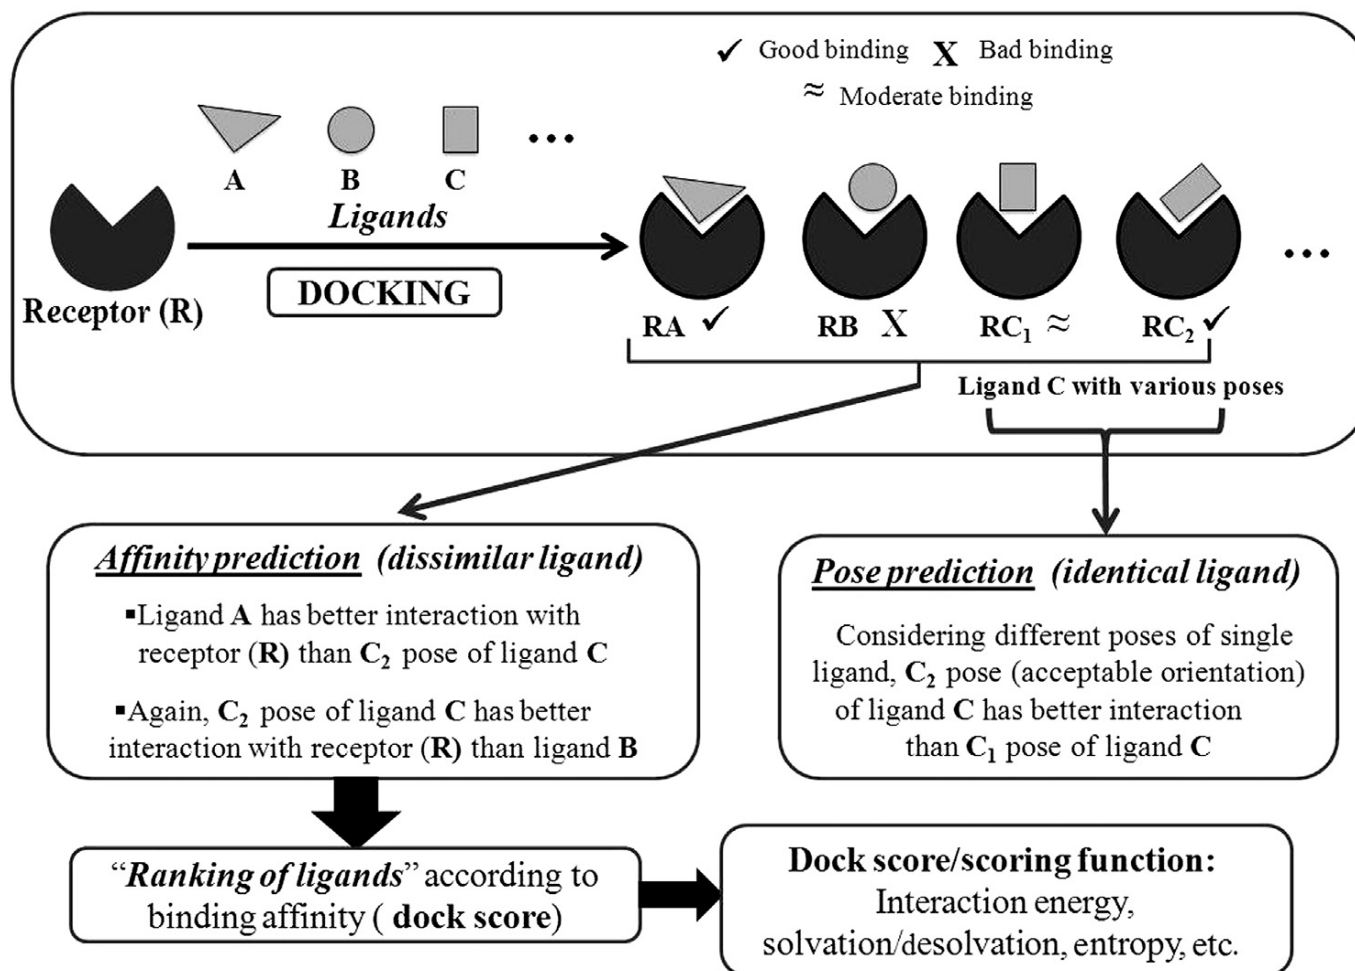 ✓ Good binding X Bad binding
≈ Moderate binding
A B C ...
Ligands
DOCKING
Receptor (R)
...
RA ✓ RB X RC₁ ≈ RC₂ ✓
Ligand C with various poses
Affinity prediction (dissimilar ligand)
▪Ligand A has better interaction with
receptor (R) than C₂ pose of ligand C
▪Again, C₂ pose of ligand C has better
interaction with receptor (R) than ligand B
Pose prediction (identical ligand)
Considering different poses of single
ligand, C₂ pose (acceptable orientation)
of ligand C has better interaction
than C₁ pose of ligand C
“Ranking of ligands” according to
binding affinity ( dock score)
Dock score/scoring function:
Interaction energy,
solvation/desolvation, entropy, etc.